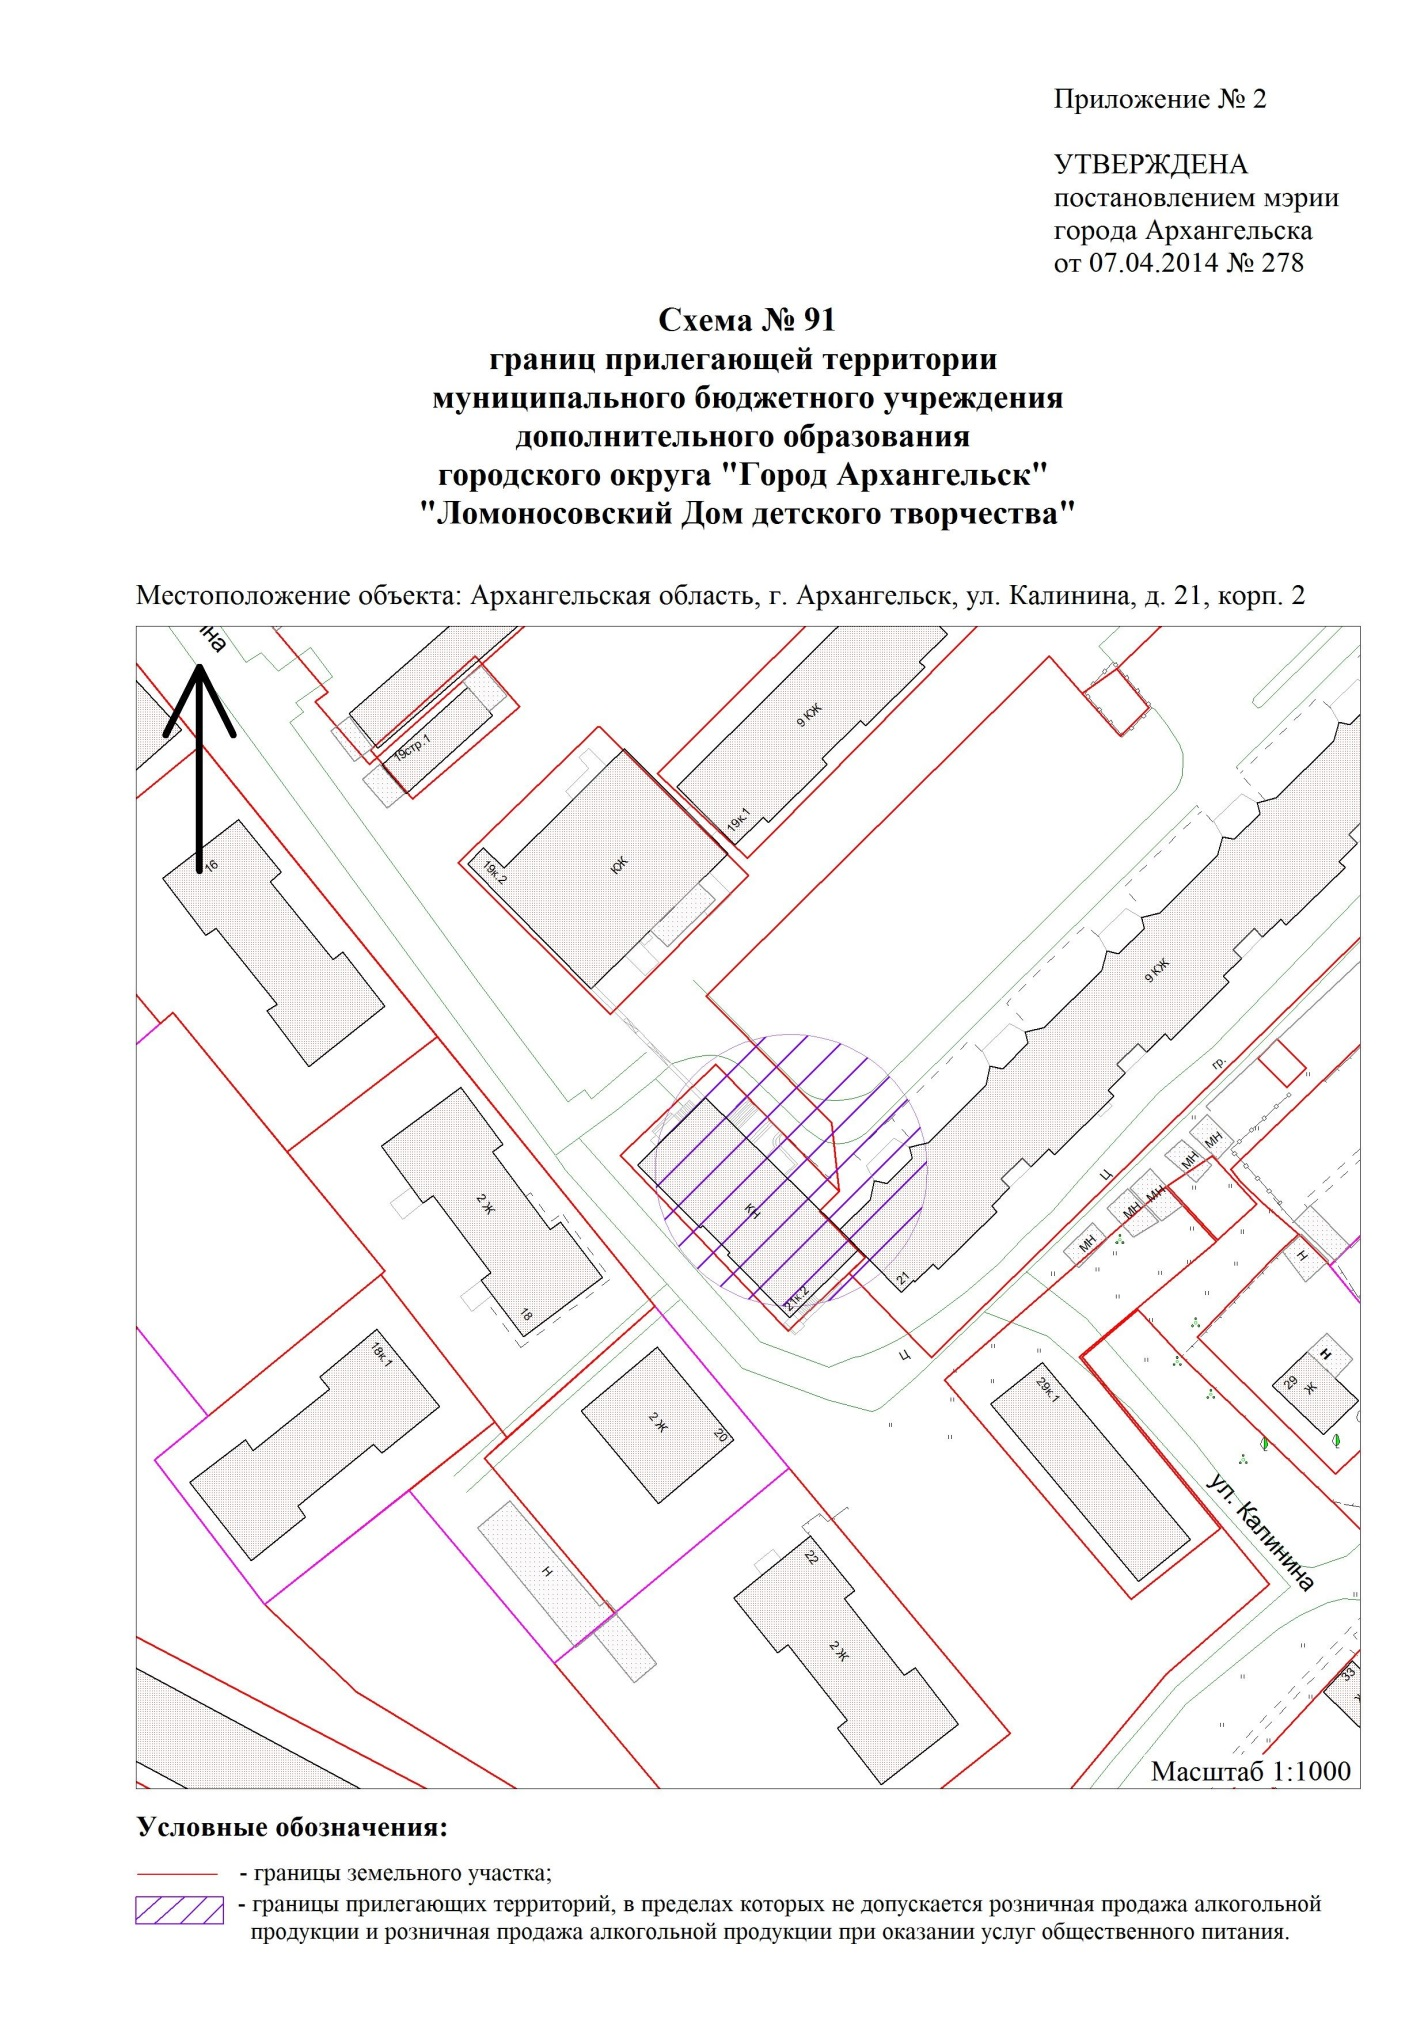 Приложение № 2
УТВЕРЖДЕНА
постановлением мэрии
города Архангельска
от 07.04.2014 № 278
Схема № 91
границ прилегающей территории
муниципального бюджетного учреждения
дополнительного образования
городского округа "Город Архангельск"
"Ломоносовский Дом детского творчества"
Местоположение объекта: Архангельская область, г. Архангельск, ул. Калинина, д. 21, корп. 2
ина
19стр.1
9 КЖ
19к.1
16
19к.2
КЖ
9 КЖ
гр.
МН
МН
Ц
МН
МН
МН
2 Ж
18
КН
21к.2
21
Н
Ц
18к.1
2 Ж
20
29к.1
Н
29
Ж
ул. Калинина
Н
22
2 Ж
33
Масштаб 1:1000
Условные обозначения:
- границы земельного участка;
- границы прилегающих территорий, в пределах которых не допускается розничная продажа алкогольной
продукции и розничная продажа алкогольной продукции при оказании услуг общественного питания.